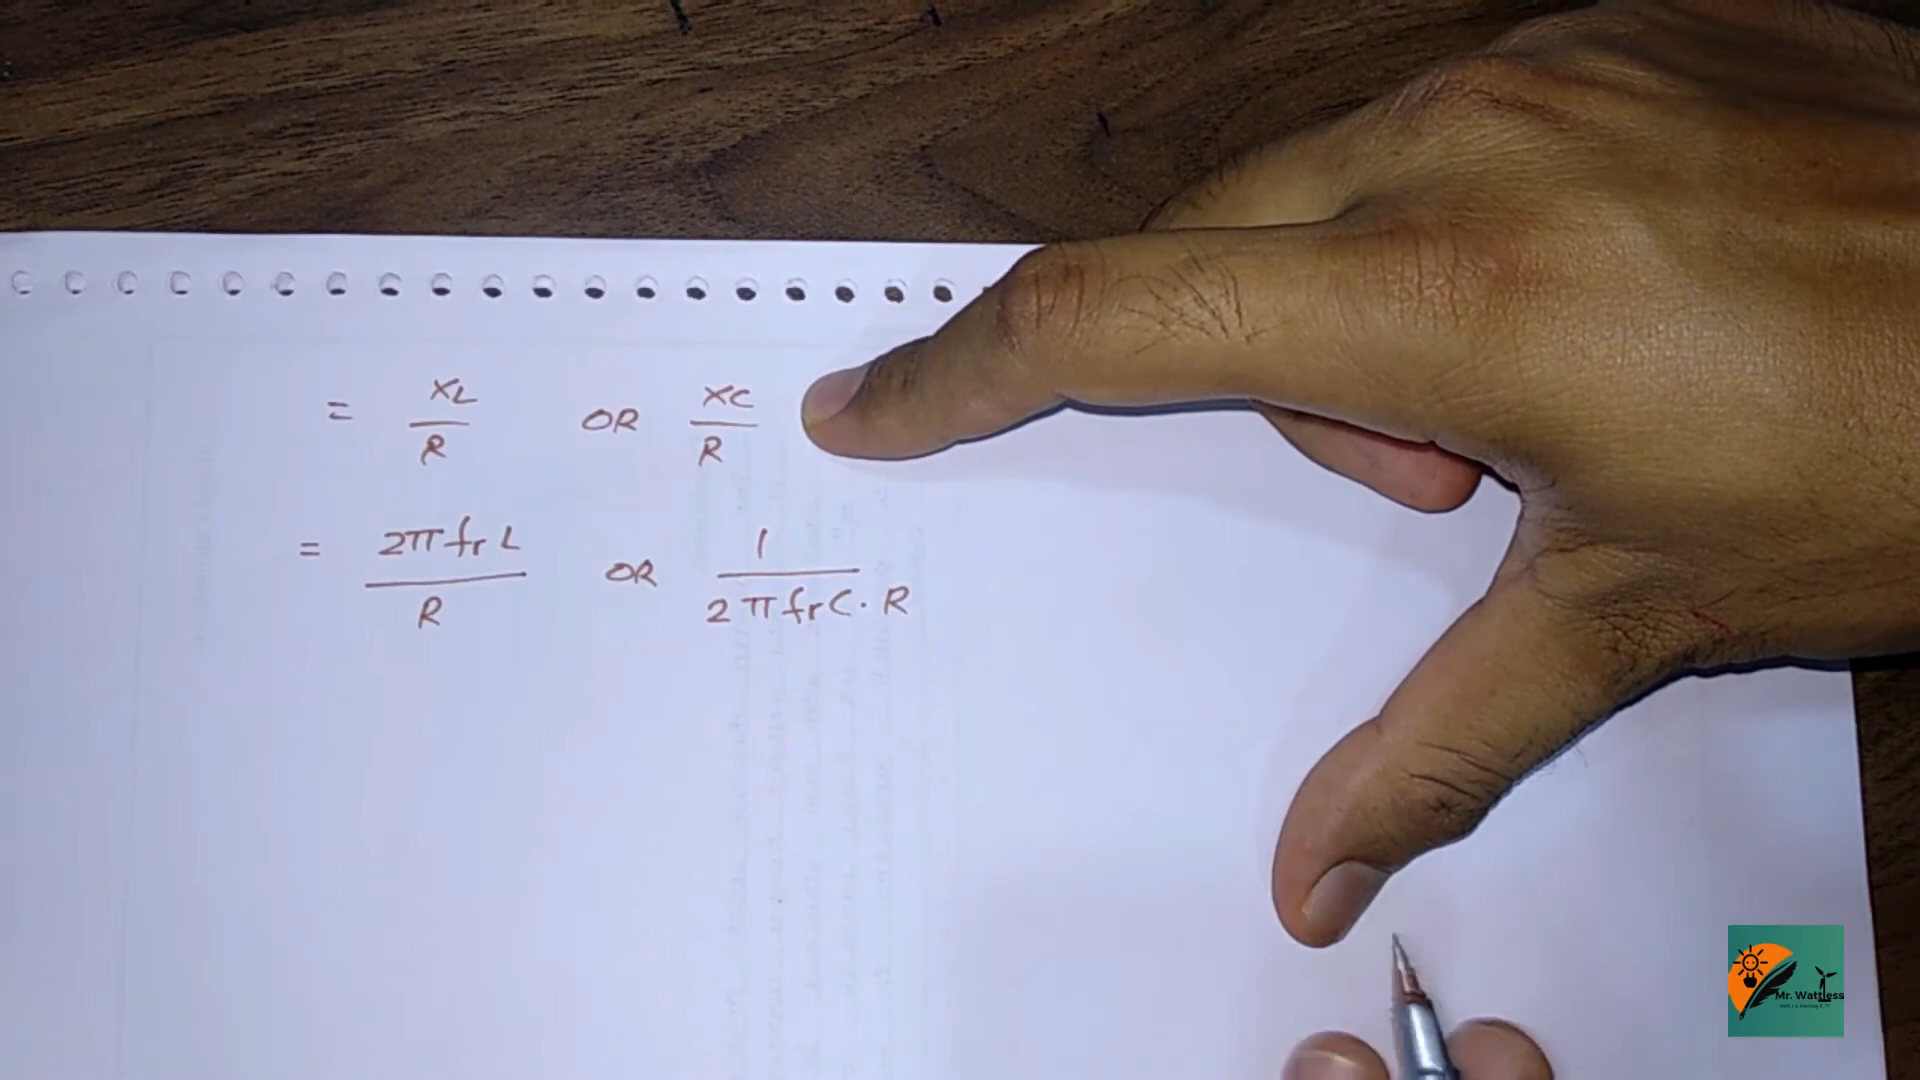 = XL/R OR XC/R
= 2π fr L/R OR 1/2π fr C. R
Mr. Wattless